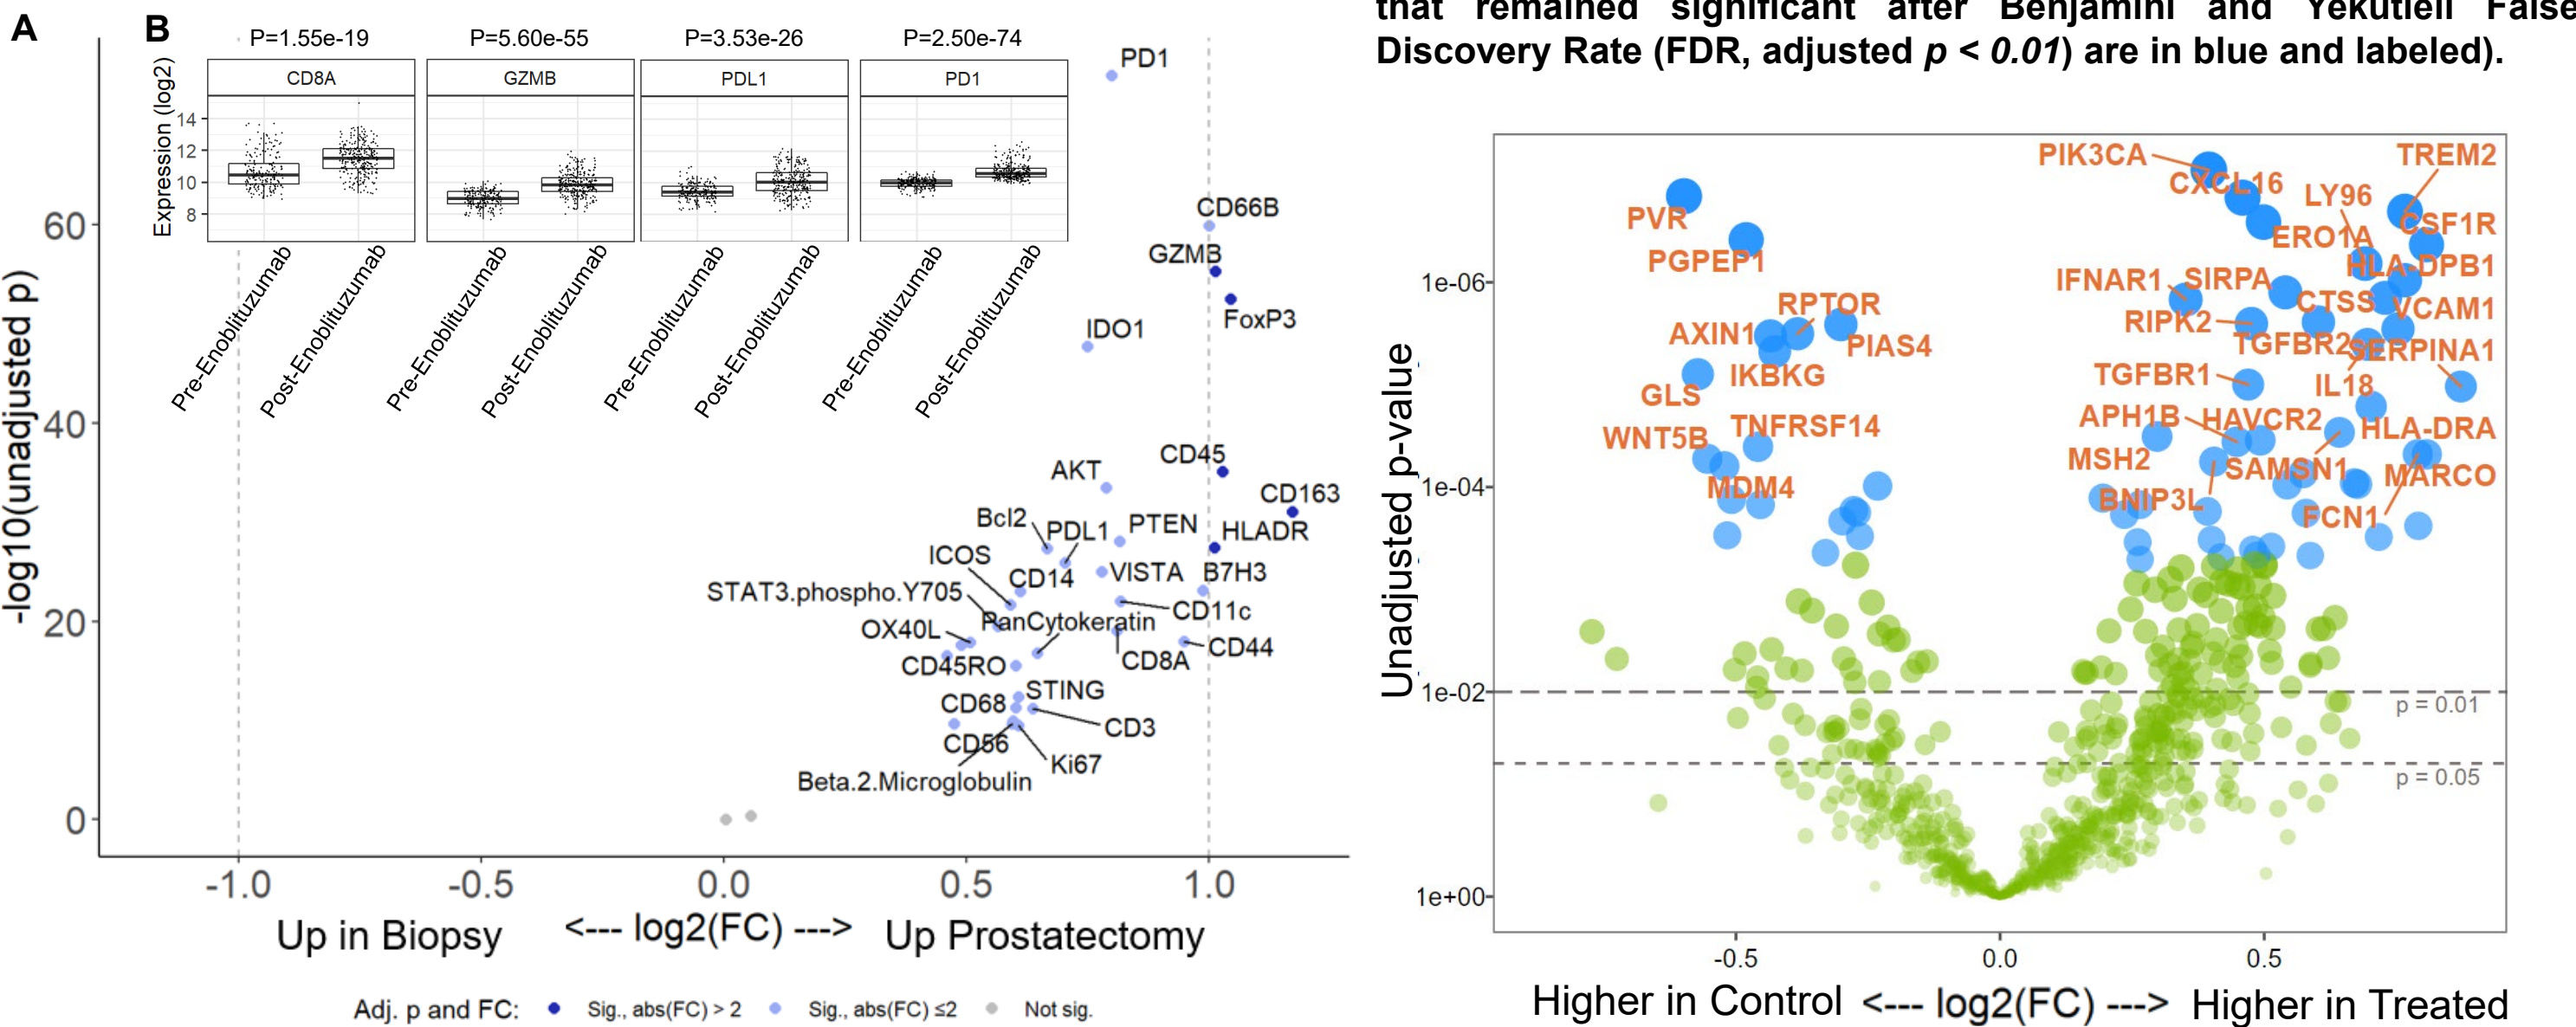 A
B
P=1.55e-19
P=5.60e-55
P=3.53e-26
P=2.50e-74
CD8A
GZMB
PDL1
PD1
Expression (log2)
14
12
10
8
Pre-Enoblituzumab
Post-Enoblituzumab
Pre-Enoblituzumab
Post-Enoblituzumab
Pre-Enoblituzumab
Post-Enoblituzumab
Pre-Enoblituzumab
Post-Enoblituzumab
-log10(unadjusted p)
60
40
20
0
PD1
CD66B
GZMB
FoxP3
IDO1
CD45
AKT
CD163
Bcl2
PDL1
PTEN
HLADR
ICOS
CD14
VISTA
B7H3
STAT3.phospho.Y705
CD11c
OX40L
PanCytokeratin
CD45RO
CD8A
CD44
STING
CD68
CD3
CD56
Ki67
Beta.2.Microglobulin
-1.0
-0.5
0.0
0.5
1.0
Up in Biopsy
<--- log2(FC) --->
Up Prostatectomy
Adj. p and FC:
Sig., abs(FC) > 2
Sig., abs(FC) ≤2
Not sig.
that remained significant after Benjamini and Yekutieli False
Discovery Rate (FDR, adjusted p < 0.01) are in blue and labeled).
Unadjusted p-value
1e-06
1e-04
1e-02
1e+00
PIK3CA
TREM2
CXCL16
LY96
PVR
CSF1R
ERO1A
PGPEP1
HLA-DPB1
IFNAR1
SIRPA
RPTOR
CTSS
VCAM1
RIPK2
AXIN1
PIAS4
TGFBR2
SERPINA1
IKBKG
TGFBR1
IL18
GLS
APH1B
HAVCR2
TNFRSF14
HLA-DRA
WNT5B
MSH2
SAMSN1
MARCO
MDM4
BNIP3L
FCN1
p = 0.01
p = 0.05
-0.5
0.0
0.5
Higher in Control
<--- log2(FC) --->
Higher in Treated